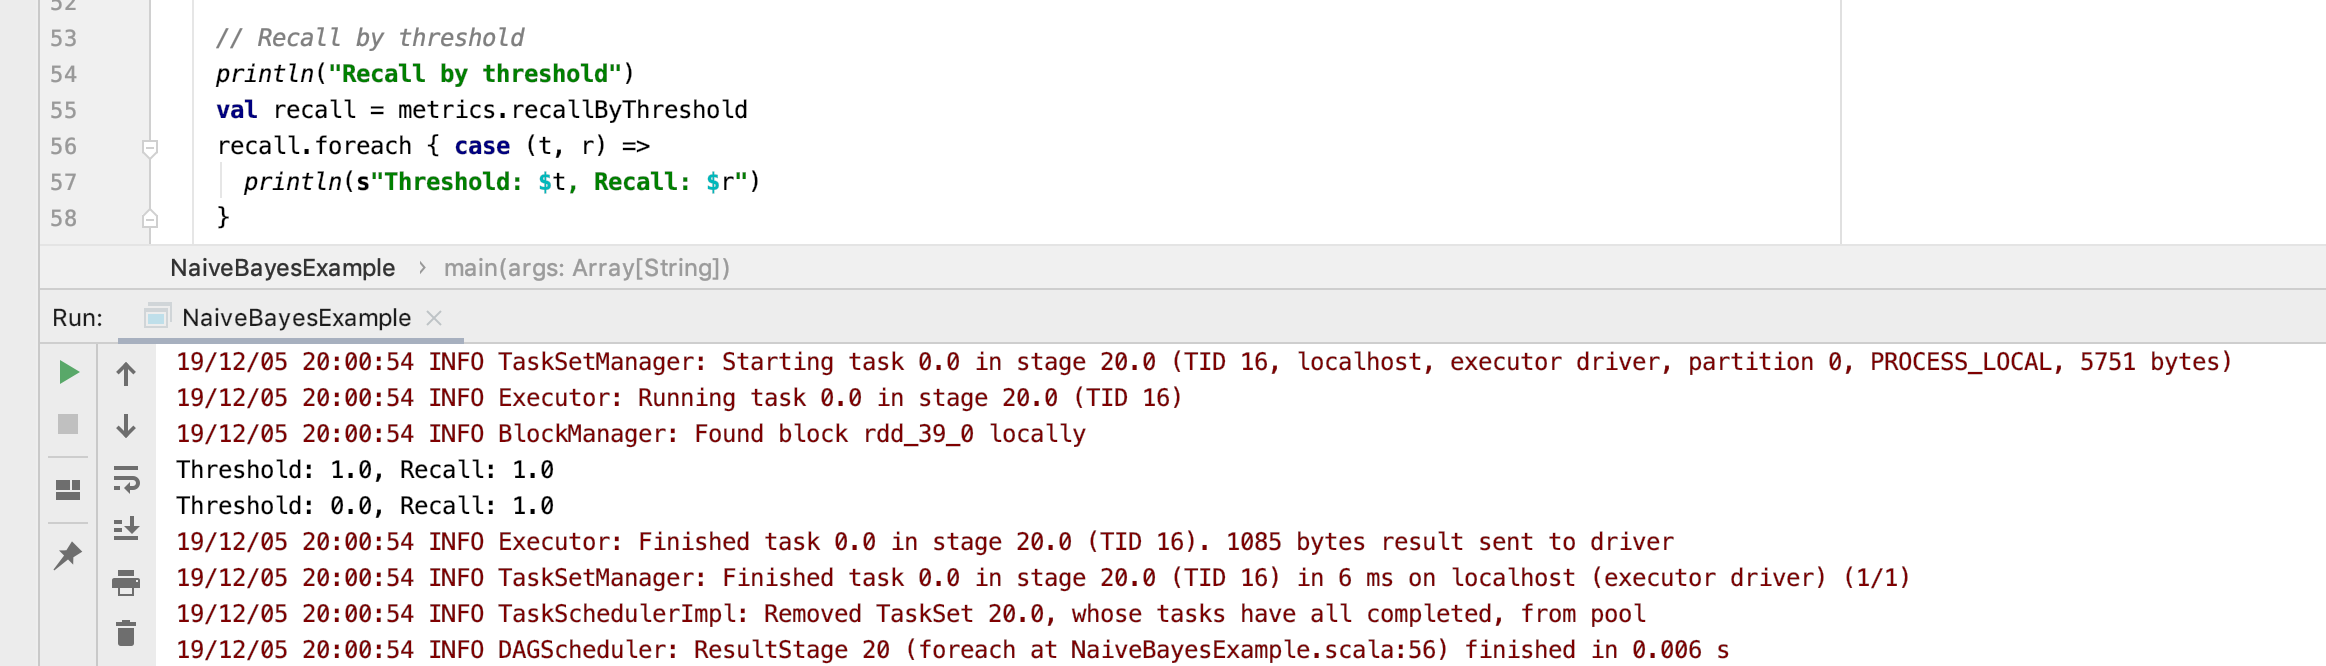 52
53 // Recall by threshold
54 println("Recall by threshold")
55 val recall = metrics.recallByThreshold
56 recall.foreach { case (t, r) =>
57 println(s"Threshold: $t, Recall: $r")
58 }
NaiveBayesExample › main(args: Array[String])
Run: NaiveBayesExample
19/12/05 20:00:54 INFO TaskSetManager: Starting task 0.0 in stage 20.0 (TID 16, localhost, executor driver, partition 0, PROCESS_LOCAL, 5751 bytes)
19/12/05 20:00:54 INFO Executor: Running task 0.0 in stage 20.0 (TID 16)
19/12/05 20:00:54 INFO BlockManager: Found block rdd_39_0 locally
Threshold: 1.0, Recall: 1.0
Threshold: 0.0, Recall: 1.0
19/12/05 20:00:54 INFO Executor: Finished task 0.0 in stage 20.0 (TID 16). 1085 bytes result sent to driver
19/12/05 20:00:54 INFO TaskSetManager: Finished task 0.0 in stage 20.0 (TID 16) in 6 ms on localhost (executor driver) (1/1)
19/12/05 20:00:54 INFO TaskSchedulerImpl: Removed TaskSet 20.0, whose tasks have all completed, from pool
19/12/05 20:00:54 INFO DAGScheduler: ResultStage 20 (foreach at NaiveBayesExample.scala:56) finished in 0.006 s